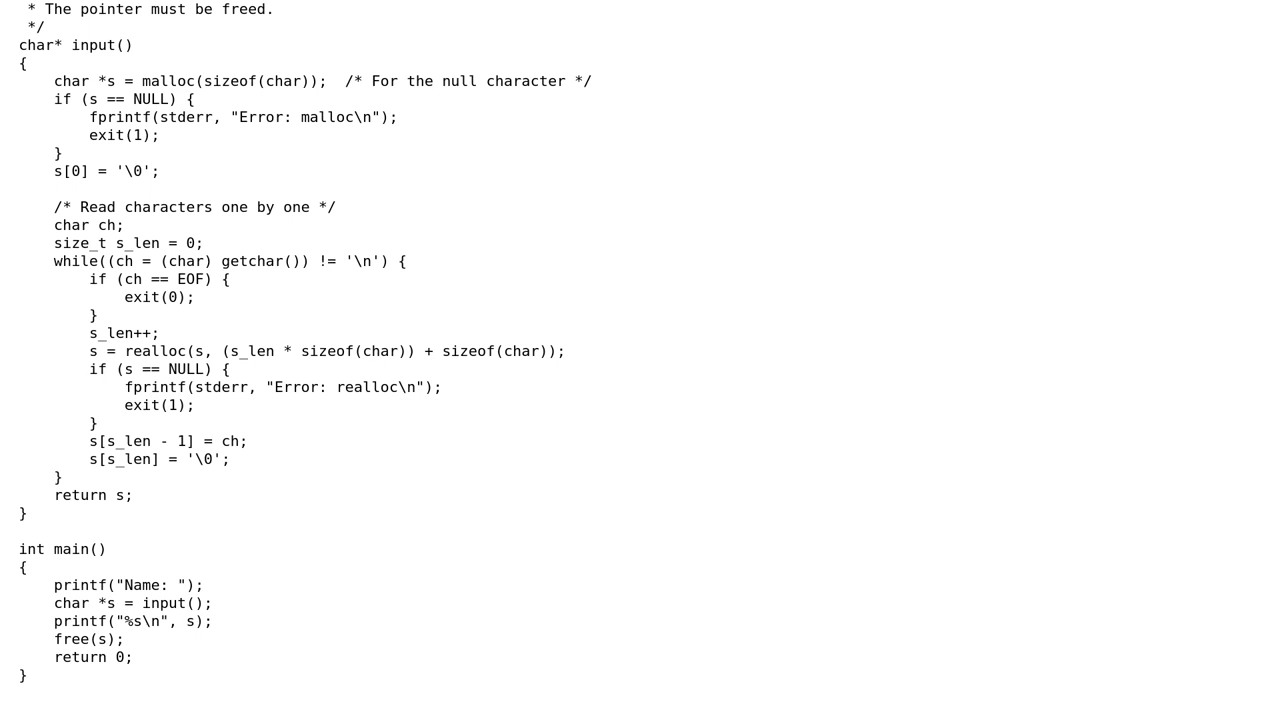 * The pointer must be freed.
 */
char* input()
{
    char *s = malloc(sizeof(char));  /* For the null character */
    if (s == NULL) {
        fprintf(stderr, "Error: malloc\n");
        exit(1);
    }
    s[0] = '\0';

    /* Read characters one by one */
    char ch;
    size_t s_len = 0;
    while((ch = (char) getchar()) != '\n') {
        if (ch == EOF) {
            exit(0);
        }
        s_len++;
        s = realloc(s, (s_len * sizeof(char)) + sizeof(char));
        if (s == NULL) {
            fprintf(stderr, "Error: realloc\n");
            exit(1);
        }
        s[s_len - 1] = ch;
        s[s_len] = '\0';
    }
    return s;
}

int main()
{
    printf("Name: ");
    char *s = input();
    printf("%s\n", s);
    free(s);
    return 0;
}